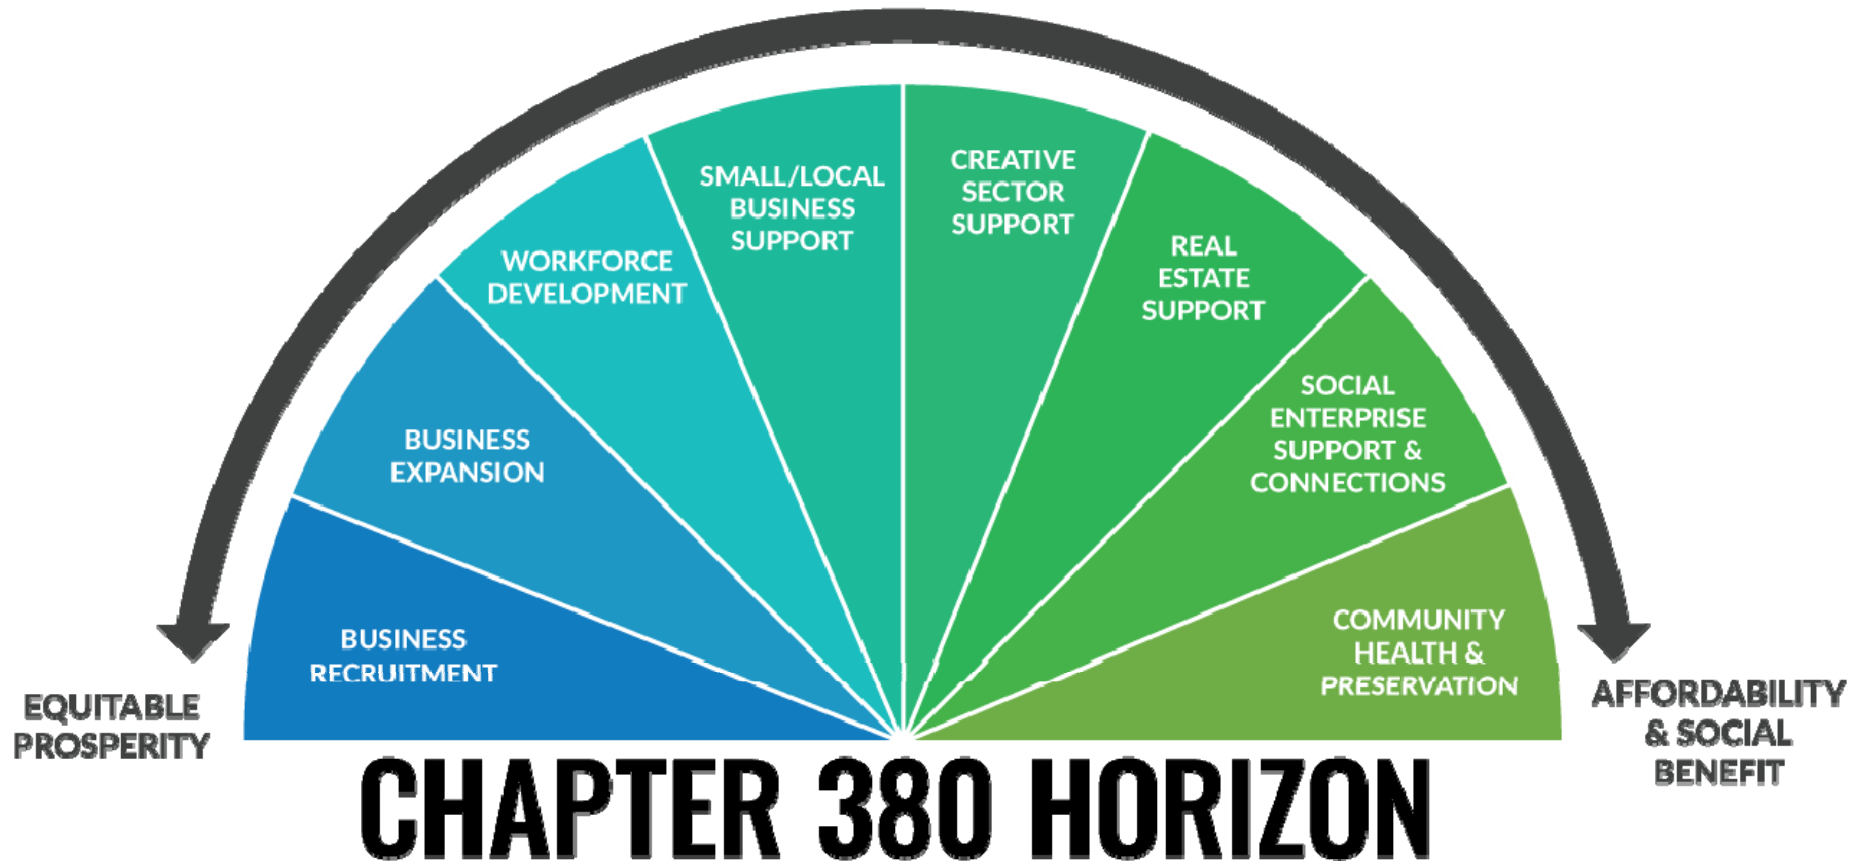 SMALL/LOCAL
BUSINESS
SUPPORT
CREATIVE
SECTOR
SUPPORT
WORKFORCE
DEVELOPMENT
REAL
ESTATE
SUPPORT
BUSINESS
EXPANSION
SOCIAL
ENTERPRISE
SUPPORT &
CONNECTIONS
BUSINESS
RECRUITMENT
COMMUNITY
HEALTH &
PRESERVATION
EQUITABLE
PROSPERITY
AFFORDABILITY
& SOCIAL
BENEFIT
CHAPTER 380 HORIZON